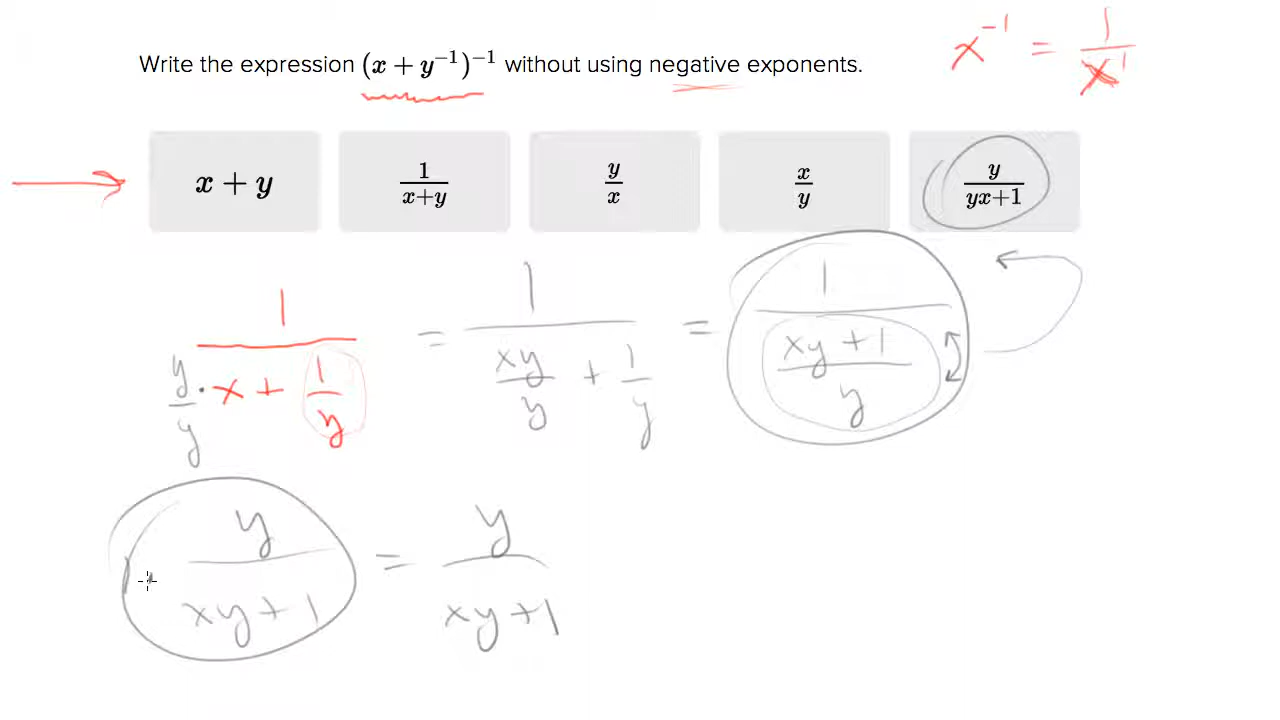 Write the expression (x + y⁻¹)⁻¹ without using negative exponents.
x⁻¹ = 1/x¹
x + y
1/(x+y)
y/x
x/y
y/(yx+1)
1/(y/y · x + 1/y) = 1/(xy/y + 1/y) = 1/((xy + 1)/y)
y/(xy + 1) = y/(xy + 1)